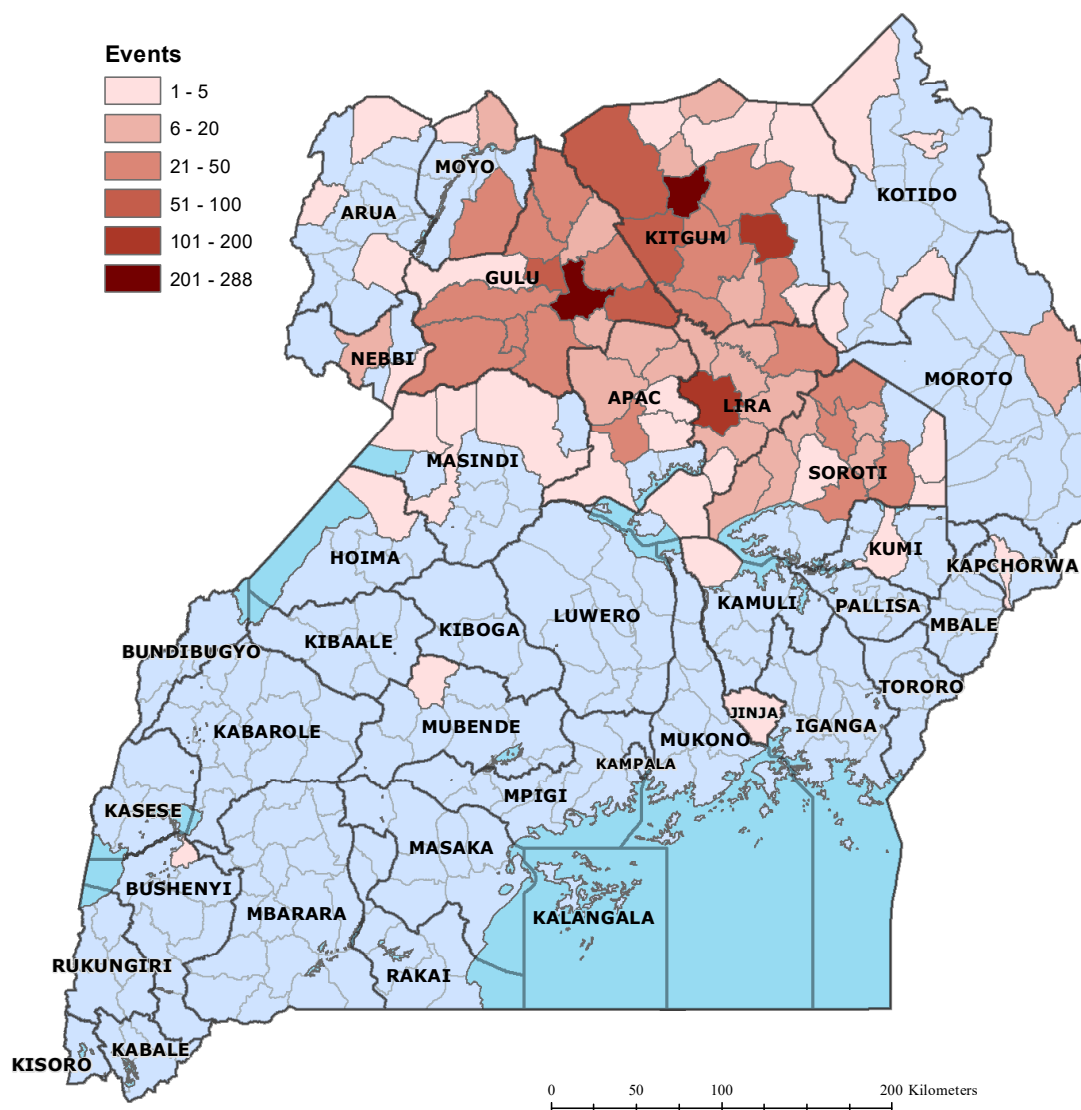 Events
1 - 5
6 - 20
21 - 50
51 - 100
101 - 200
201 - 288
MOYO
KOTIDO
ARUA
KITGUM
GULU
NEBBI
MOROTO
APAC
LIRA
MASINDI
SOROTI
KUMI
HOIMA
KAPCHORWA
KAMULI
PALLISA
LUWERO
MBALE
KIBOGA
KIBAALE
BUNDIBUGYO
TORORO
JINJA
IGANGA
MUBENDE
KABAROLE
MUKONO
KAMPALA
MPIGI
KASESE
MASAKA
BUSHENYI
MBARARA
KALANGALA
RUKUNGIRI
RAKAI
KABALE
KISORO
0 50 100 200 Kilometers